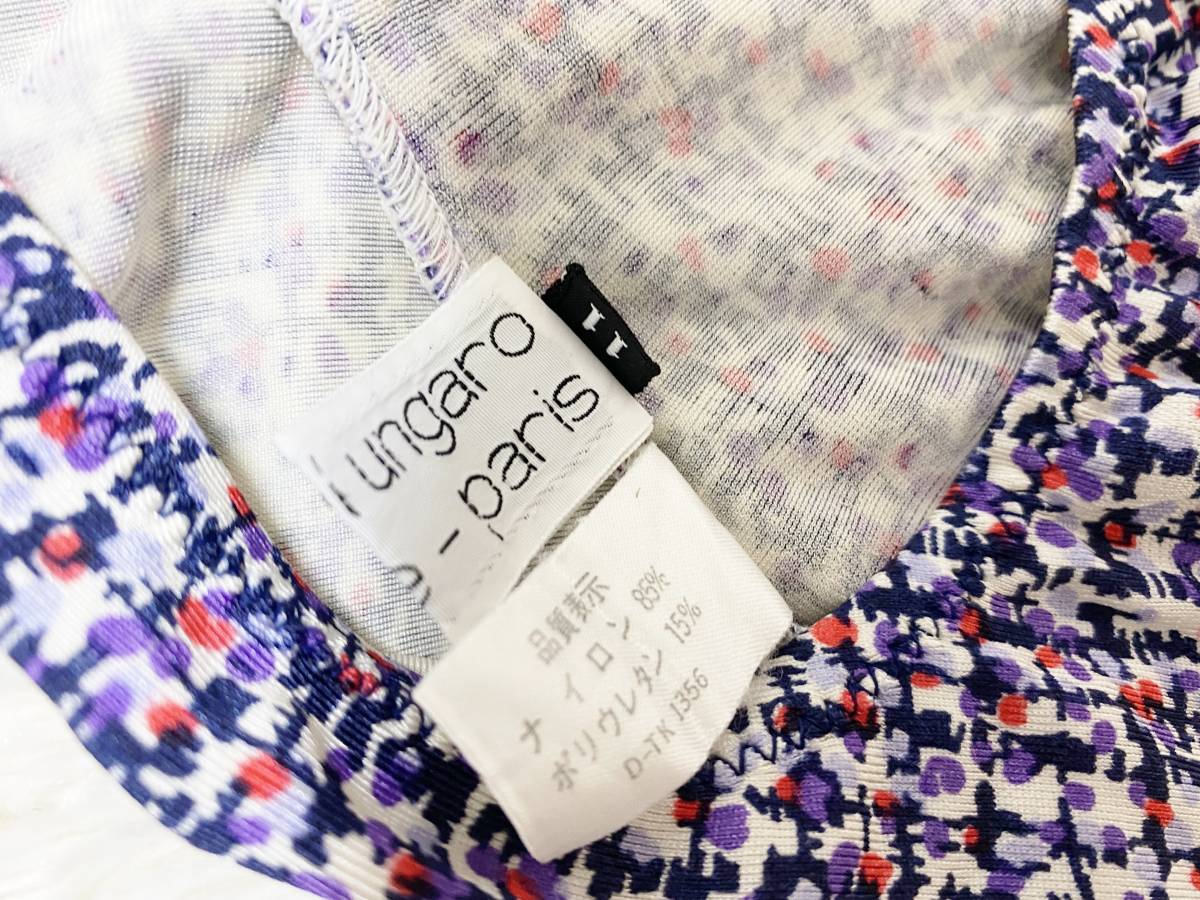 ungaro
- paris
11
品質表示
ナイロン 85%
ポリウレタン 15%
D-TK 1356